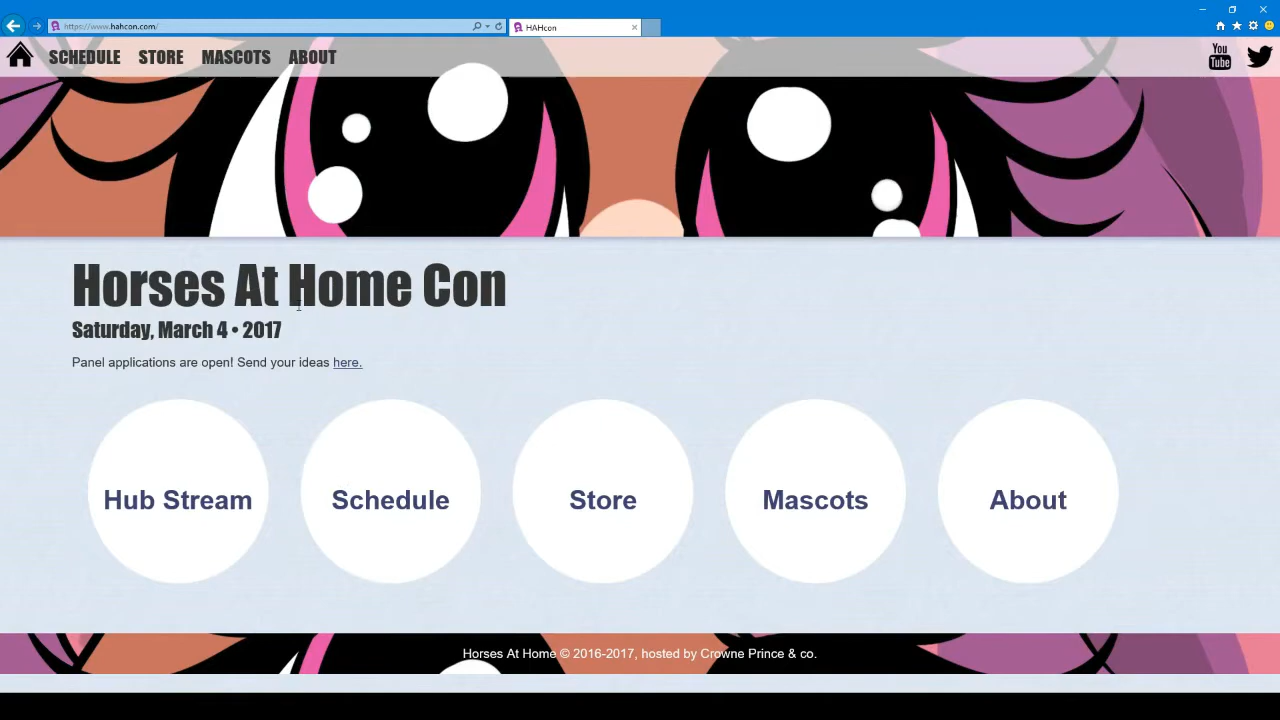 https://www.hahcon.com/
HAHcon
SCHEDULE STORE MASCOTS ABOUT
You
Tube
Horses At Home Con
Saturday, March 4 • 2017
Panel applications are open! Send your ideas here.
Hub Stream
Schedule
Store
Mascots
About
Horses At Home © 2016-2017, hosted by Crowne Prince & co.